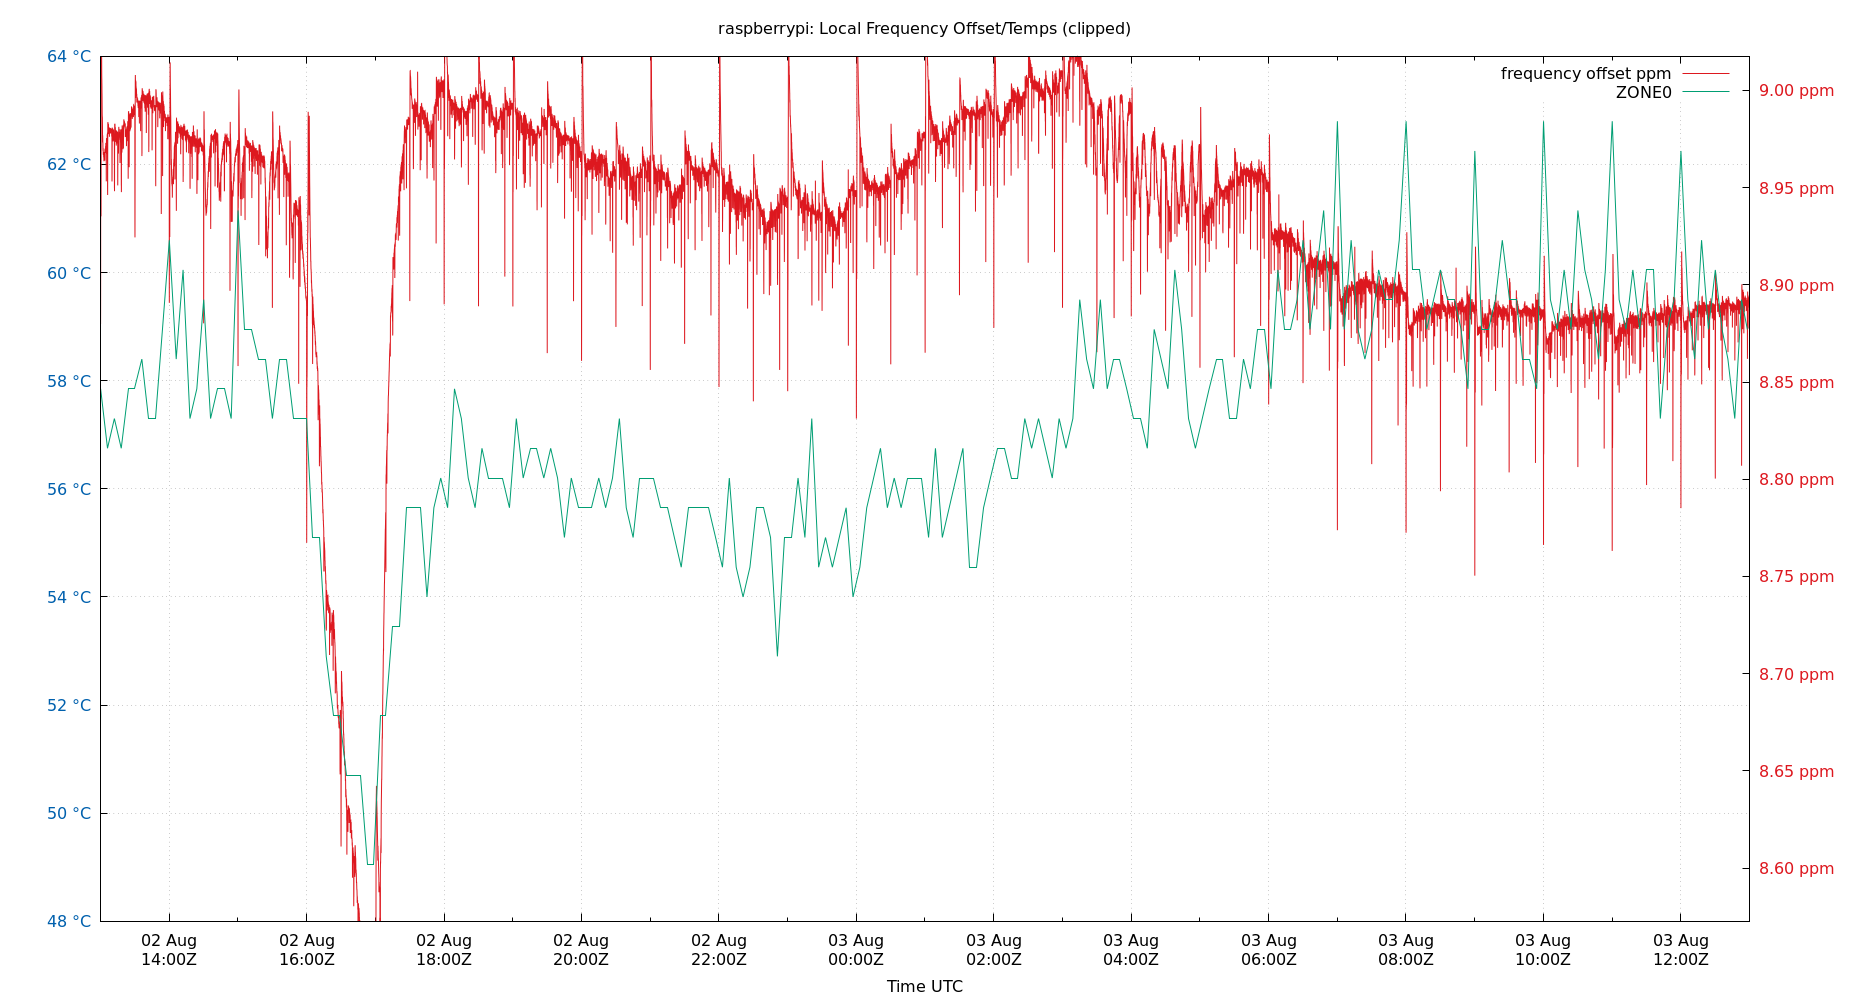 raspberrypi: Local Frequency Offset/Temps (clipped)
frequency offset ppm
ZONE0
64 °C
62 °C
60 °C
58 °C
56 °C
54 °C
52 °C
50 °C
48 °C
9.00 ppm
8.95 ppm
8.90 ppm
8.85 ppm
8.80 ppm
8.75 ppm
8.70 ppm
8.65 ppm
8.60 ppm
02 Aug 02 Aug 02 Aug 02 Aug 02 Aug 03 Aug 03 Aug 03 Aug 03 Aug 03 Aug 03 Aug 03 Aug
14:00Z 16:00Z 18:00Z 20:00Z 22:00Z 00:00Z 02:00Z 04:00Z 06:00Z 08:00Z 10:00Z 12:00Z
Time UTC